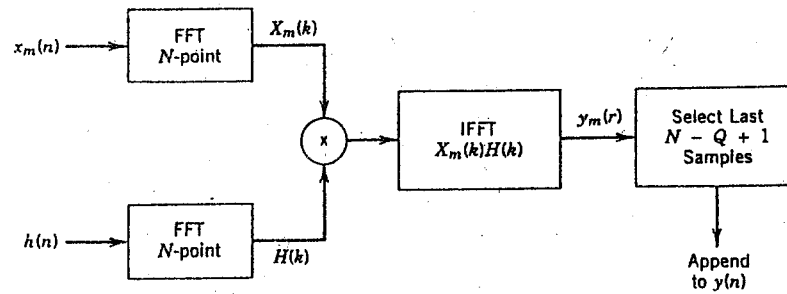 x_m(n)
FFT
N-point
X_m(k)
x
h(n)
FFT
N-point
H(k)
IFFT
X_m(k)H(k)
y_m(r)
Select Last
N − Q + 1
Samples
Append
to y(n)